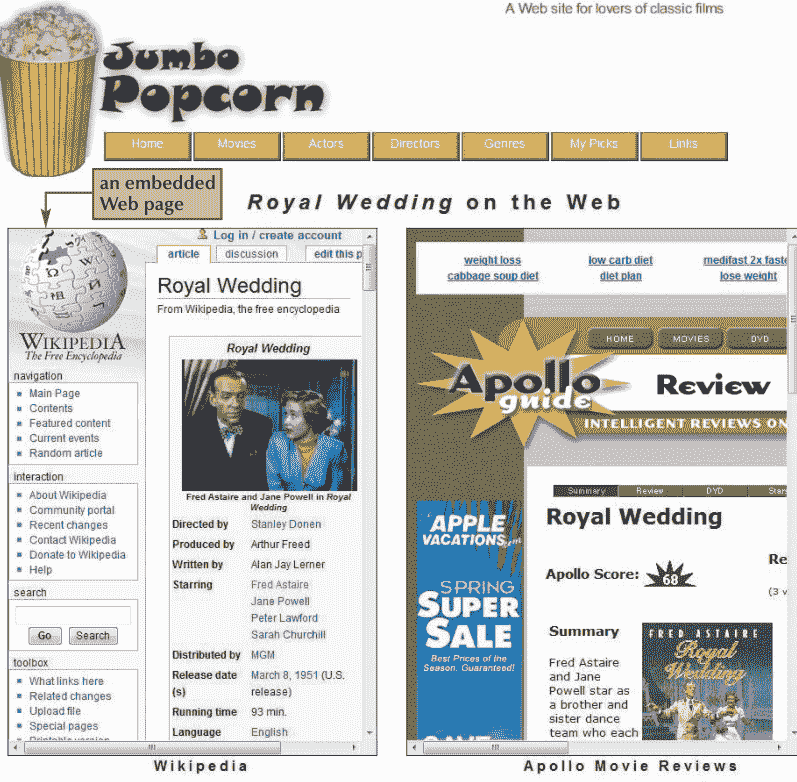 A Web site for lovers of classic films
Jumbo
Popcorn
Home Movies Actors Directors Genres My Picks Links
an embedded
Web page
Royal Wedding on the Web
Log in / create account
article discussion edit this p
Royal Wedding
From Wikipedia, the free encyclopedia
WIKIPEDIA
The Free Encyclopedia
navigation
Main Page
Contents
Featured content
Current events
Random article
interaction
About Wikipedia
Community portal
Recent changes
Contact Wikipedia
Donate to Wikipedia
Help
search
Go Search
toolbox
What links here
Related changes
Upload file
Special pages
Printable version
Royal Wedding
Fred Astaire and Jane Powell in Royal
Wedding
Directed by Stanley Donen
Produced by Arthur Freed
Written by Alan Jay Lerner
Starring Fred Astaire
Jane Powell
Peter Lawford
Sarah Churchill
Distributed by MGM
Release date March 8, 1951 (U.S.
(s) release)
Running time 93 min.
Language English
Wikipedia
weight loss low carb diet medifast 2x faste
cabbage soup diet diet plan lose weight
HOME MOVIES DVD
Apollo
guide
Review
INTELLIGENT REVIEWS ON
Summary Review DVD Stars
Royal Wedding
Apollo Score: 68
Re
(3 v
APPLE
VACATIONS
SPRING
SUPER
SALE
Best Prices of the
Season. Guaranteed!
Summary
Fred Astaire
and Jane
Powell star as
a brother and
sister dance
team who each
FRED ASTAIRE
Royal
Wedding
Apollo Movie Reviews